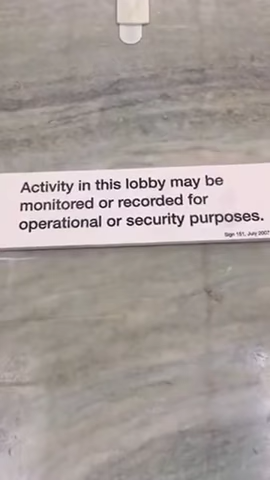 Activity in this lobby may be
monitored or recorded for
operational or security purposes.
Sign 151, July 2007